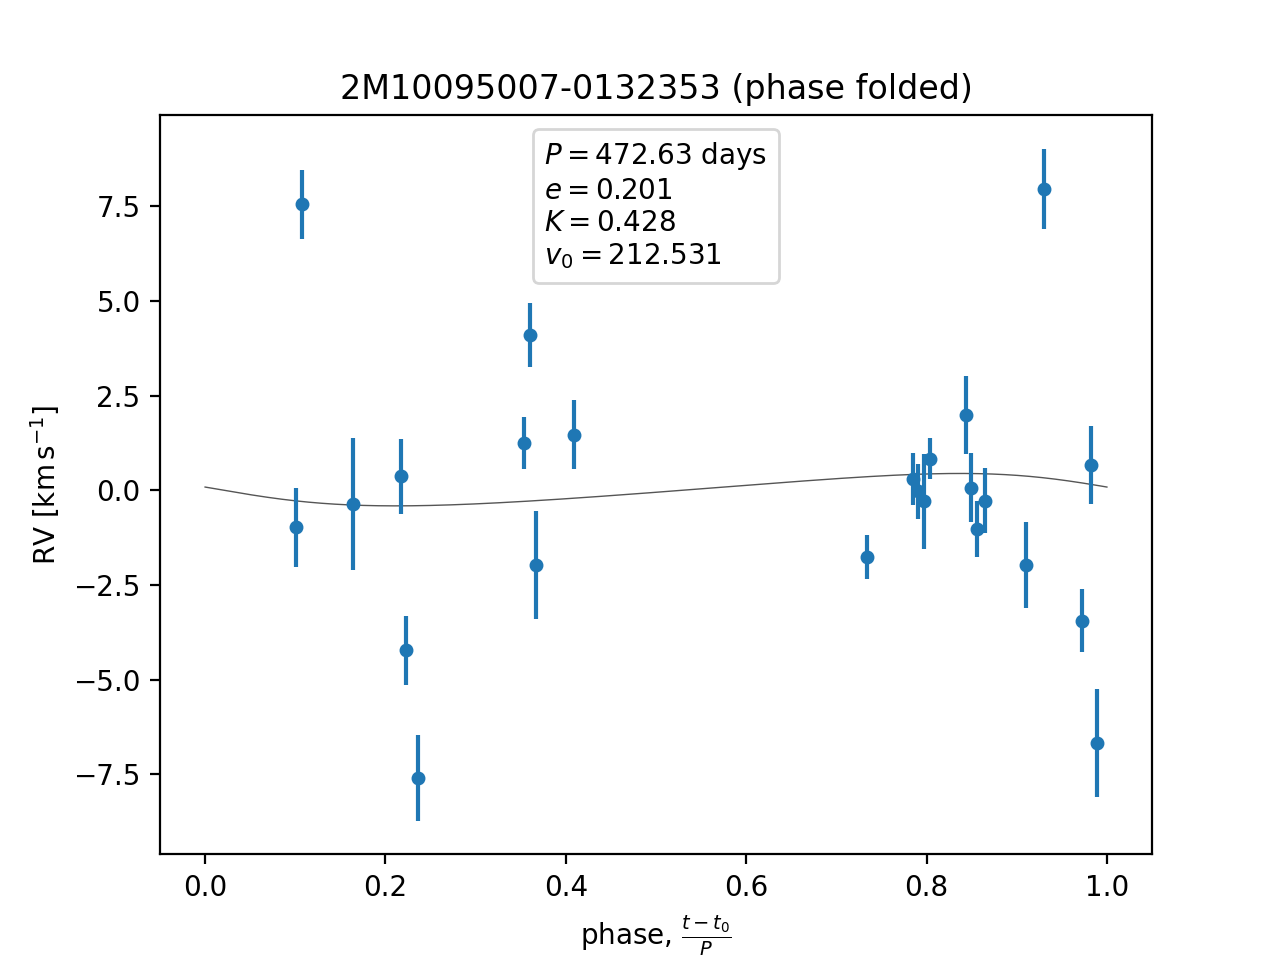 2M10095007-0132353 (phase folded)
P = 472.63 days
e = 0.201
K = 0.428
v₀ = 212.531
7.5
5.0
2.5
0.0
−2.5
−5.0
−7.5
RV [km s⁻¹]
0.0 0.2 0.4 0.6 0.8 1.0
phase, (t − t₀)/P